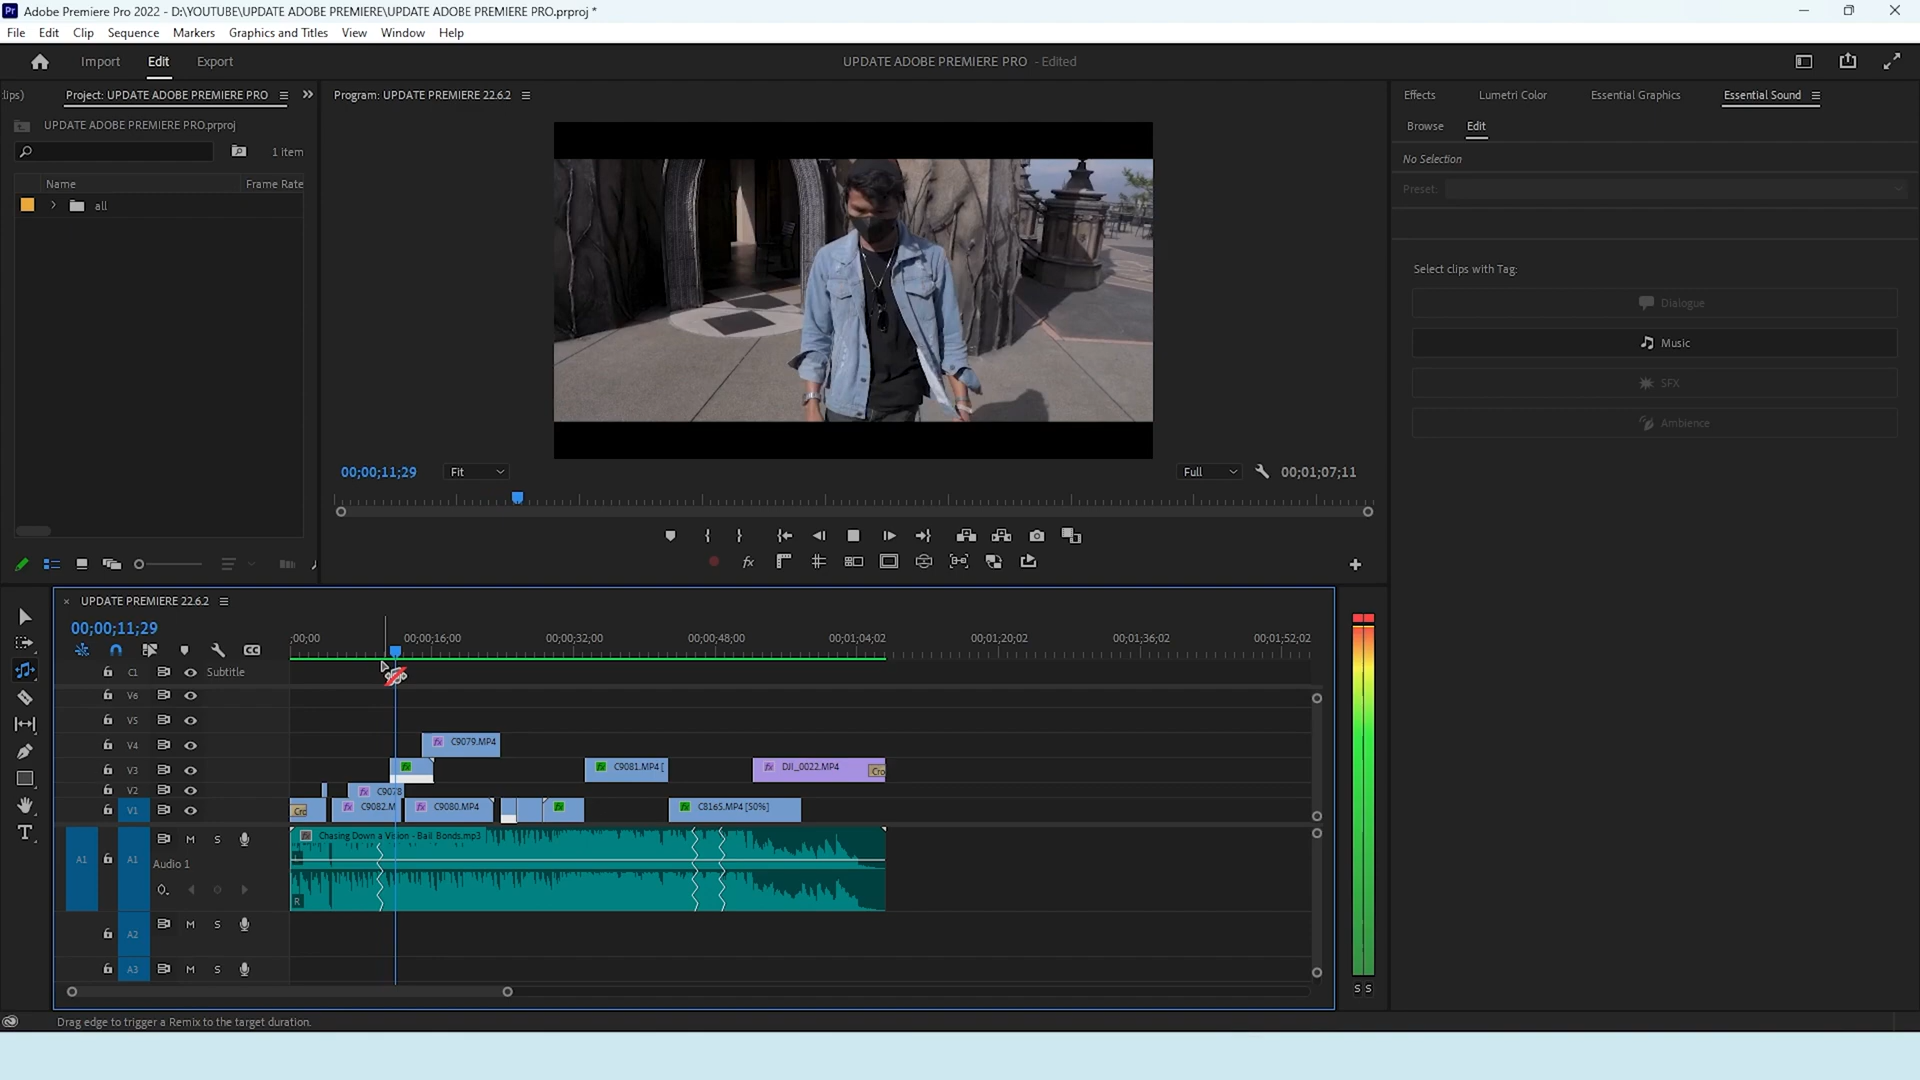 Adobe Premiere Pro 2022 - D:\YOUTUBE\UPDATE ADOBE PREMIERE\UPDATE ADOBE PREMIERE PRO.prproj *
File Edit Clip Sequence Markers Graphics and Titles View Window Help
Import Edit Export
UPDATE ADOBE PREMIERE PRO - Edited
Project: UPDATE ADOBE PREMIERE PRO
Program: UPDATE PREMIERE 22.6.2
Effects Lumetri Color Essential Graphics Essential Sound
UPDATE ADOBE PREMIERE PRO.prproj
Browse Edit
1 item
No Selection
Name Frame Rate
Preset:
all
Select clips with Tag:
Dialogue
Music
SFX
Ambience
00;00;11;29 Fit Full 00;01;07;11
UPDATE PREMIERE 22.6.2
00;00;11;29
;00;00 00;00;16;00 00;00;32;00 00;00;48;00 00;01;04;02 00;01;20;02 00;01;36;02 00;01;52;02
C1 Subtitle
V6
V5
V4 C9079.MP4
V3 C9081.MP4 [ DJI_0022.MP4 Cro
V2 C9078
V1 Cro C9082.M C9080.MP4 C8165.MP4 [50%]
Chasing Down a Vision - Bail Bonds.mp3
M S
A1 A1 Audio 1
L
R
A2 M S
A3 M S
S S
Drag edge to trigger a Remix to the target duration.